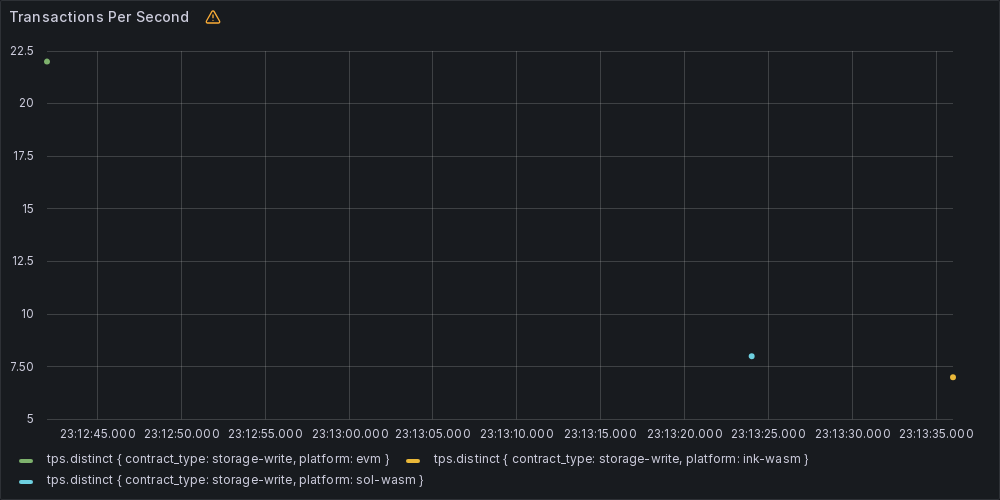 Transactions Per Second
22.5
20
17.5
15
12.5
10
7.50
5
23:12:45.000 23:12:50.000 23:12:55.000 23:13:00.000 23:13:05.000 23:13:10.000 23:13:15.000 23:13:20.000 23:13:25.000 23:13:30.000 23:13:35.000
tps.distinct { contract_type: storage-write, platform: evm } tps.distinct { contract_type: storage-write, platform: ink-wasm }
tps.distinct { contract_type: storage-write, platform: sol-wasm }